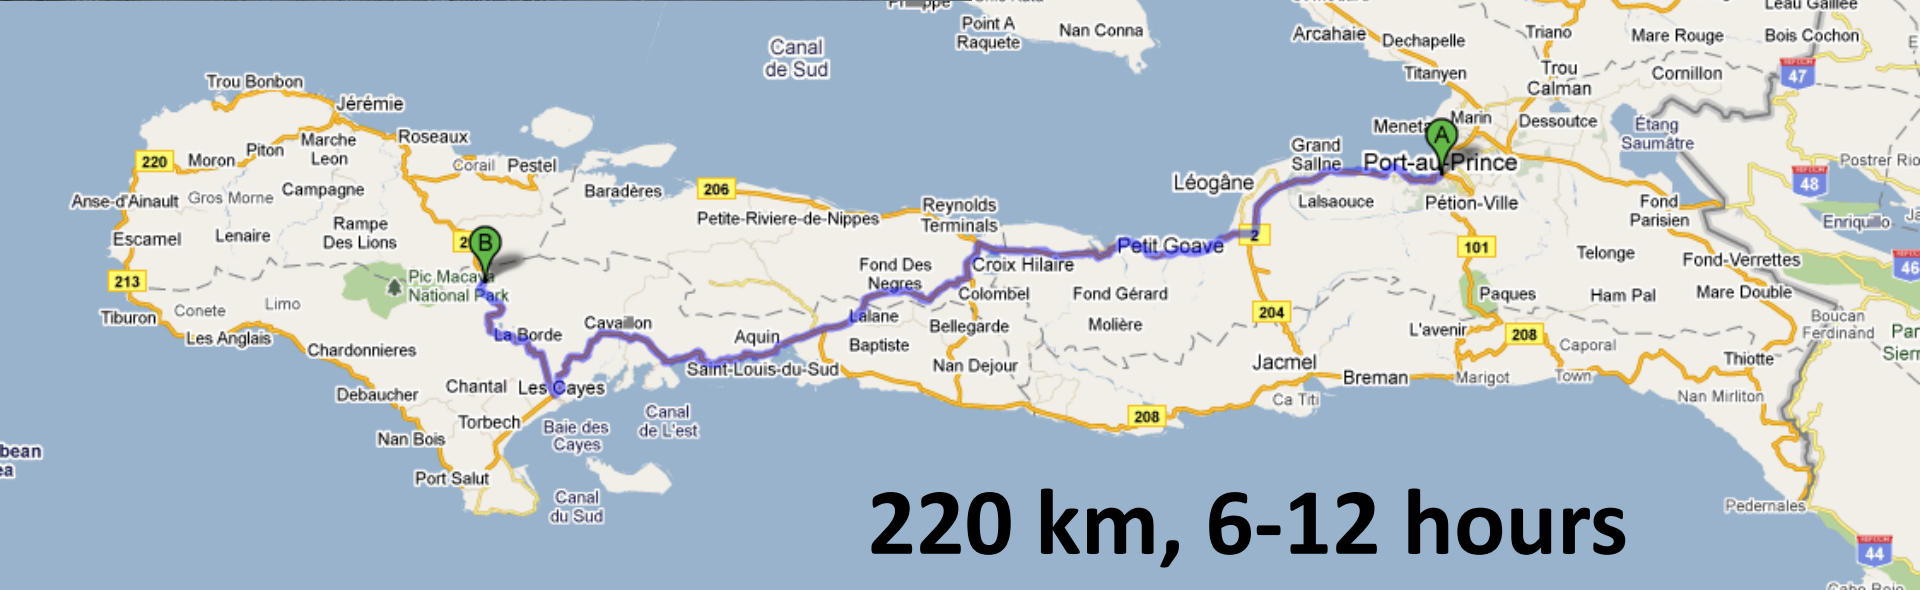 Point A
Raquete
Nan Conna
Canal
de Sud
Arcahaie
Dechapelle
Titanyen
Triano
Mare Rouge
Leau Gaillee
Bois Cochon
Trou
Calman
Cornillon
47
Trou Bonbon
Jérémie
Marche
Leon
Roseaux
Piton
Moron
220
Corail
Pestel
Campagne
Gros Morne
Anse-d'Ainault
Baradères
206
Petite-Riviere-de-Nippes
Reynolds
Terminals
Grand
Saline
Marin
Dessoutce
Étang
Saumâtre
A
Port-au-Prince
Léogâne
Lalsaouce
Pétion-Ville
Fond
Parisien
Postrer Rio
48
Enriquillo
Escamel
Lenaire
Rampe
Des Lions
B
213
Pic Macaya
National Park
Fond Des
Negres
Croix Hilaire
Petit Goave
2
101
Telonge
Fond-Verrettes
46
Tiburon
Conete
Limo
Les Anglais
Colombel
Fond Gérard
Paques
Ham Pal
Mare Double
La Borde
Cavaillon
Aquin
Lalane
Bellegarde
Molière
204
L'avenir
208
Caporal
Boucan
Ferdinand
Chardonnieres
Baptiste
Saint-Louis-du-Sud
Nan Dejour
Jacmel
Breman
Marigot
Town
Thiotte
Debaucher
Chantal
Les Cayes
208
Ca Titi
Nan Mirliton
Torbech
Baie des
Cayes
Canal
de L'est
Nan Bois
Port Salut
Canal
du Sud
Pedernales
44
220 km, 6-12 hours